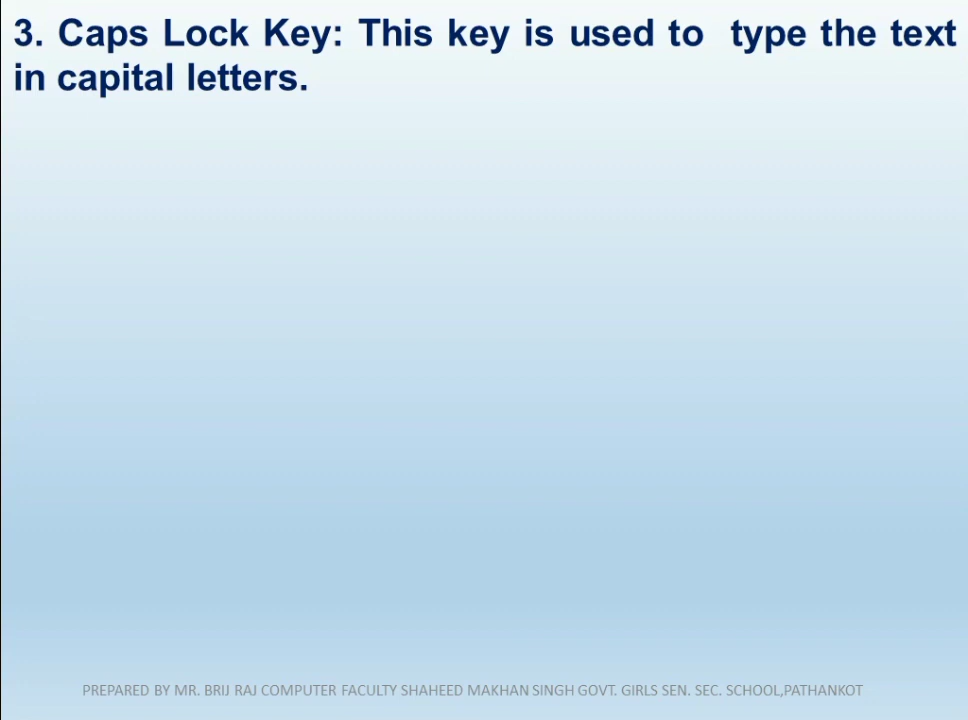 3. Caps Lock Key: This key is used to type the text
in capital letters.
PREPARED BY MR. BRIJ RAJ COMPUTER FACULTY SHAHEED MAKHAN SINGH GOVT. GIRLS SEN. SEC. SCHOOL,PATHANKOT